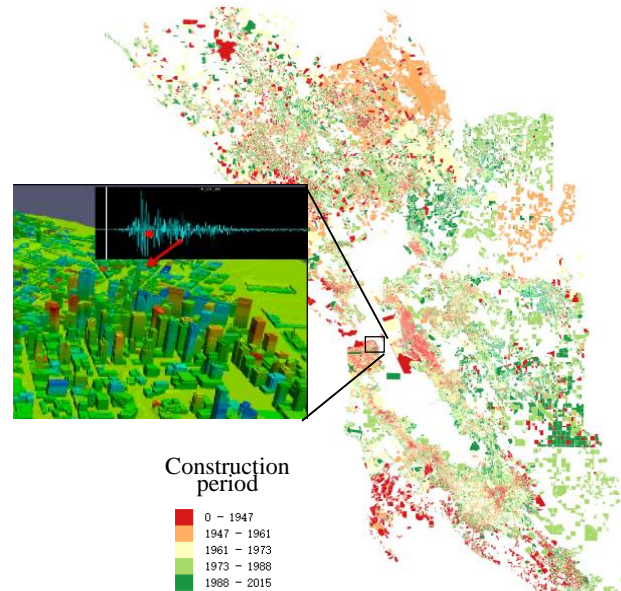 Construction
period
0 - 1947
1947 - 1961
1961 - 1973
1973 - 1988
1988 - 2015